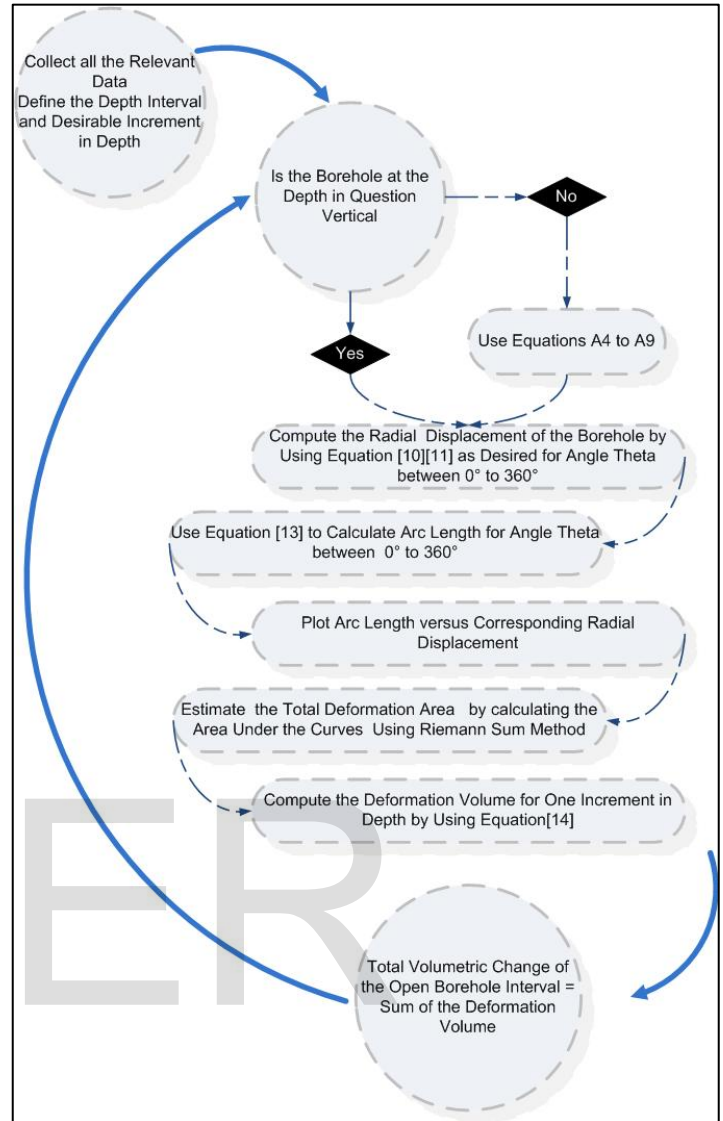 Collect all the Relevant
Data
Define the Depth Interval
and Desirable Increment
in Depth
Is the Borehole at the
Depth in Question
Vertical
No
Yes
Use Equations A4 to A9
Compute the Radial Displacement of the Borehole by
Using Equation [10][11] as Desired for Angle Theta
between 0° to 360°
Use Equation [13] to Calculate Arc Length for Angle Theta
between 0° to 360°
Plot Arc Length versus Corresponding Radial
Displacement
Estimate the Total Deformation Area by calculating the
Area Under the Curves Using Riemann Sum Method
Compute the Deformation Volume for One Increment in
Depth by Using Equation[14]
ER
Total Volumetric Change of
the Open Borehole Interval =
Sum of the Deformation
Volume